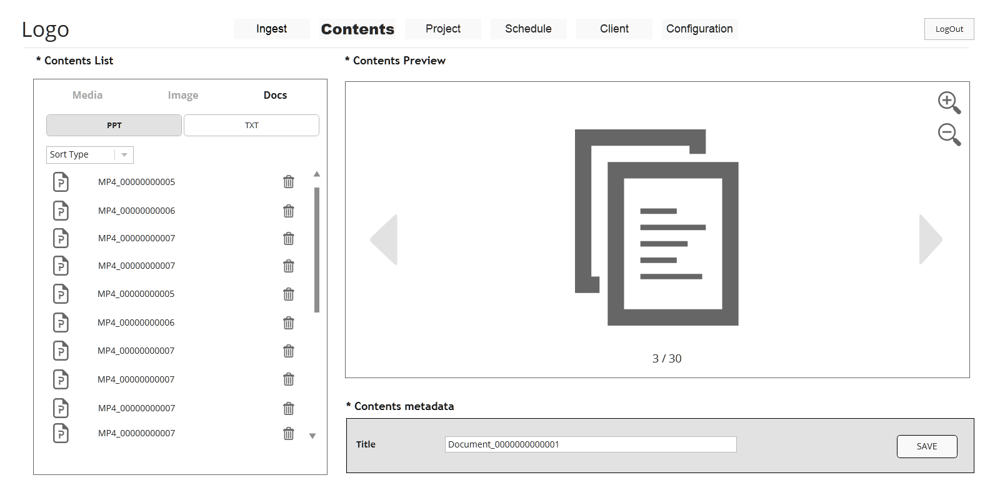 Logo
Ingest
Contents
Project
Schedule
Client
Configuration
LogOut
* Contents List
Media
Image
Docs
PPT
TXT
Sort Type
MP4_00000000005
MP4_00000000006
MP4_00000000007
MP4_00000000007
MP4_00000000005
MP4_00000000006
MP4_00000000007
MP4_00000000007
MP4_00000000007
MP4_00000000007
* Contents Preview
3 / 30
* Contents metadata
Title
Document_0000000000001
SAVE